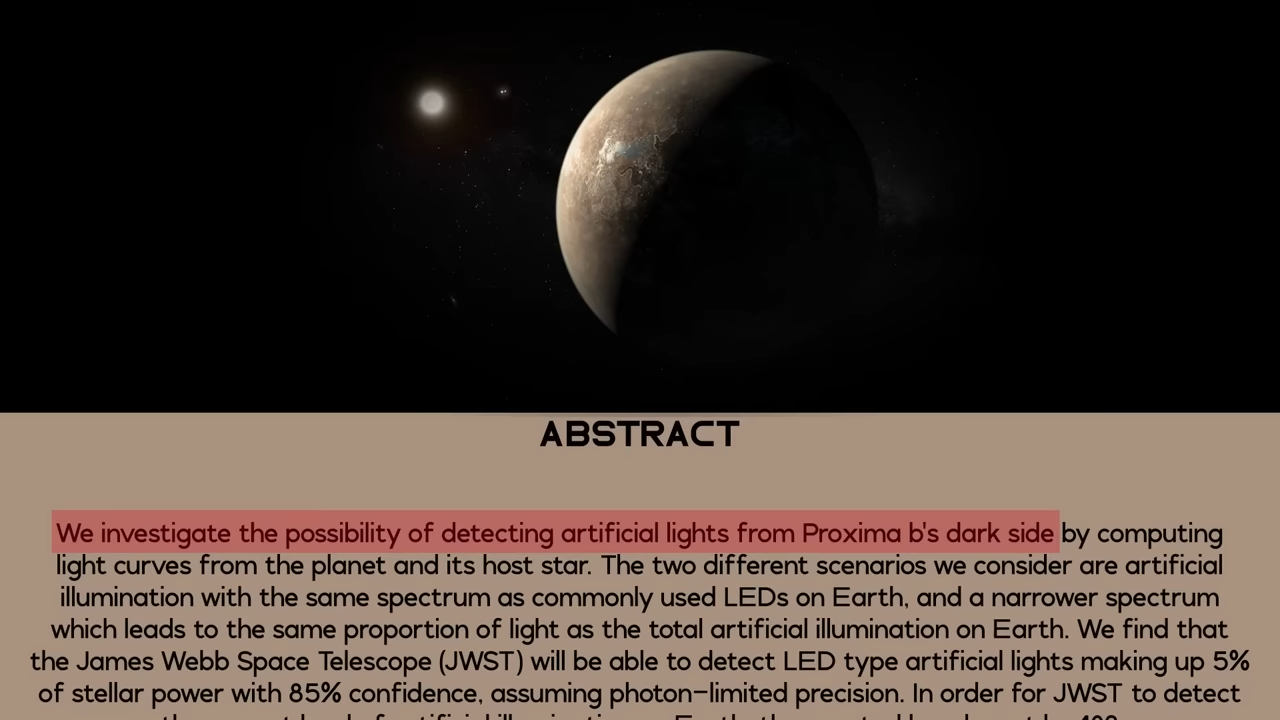 ABSTRACT
We investigate the possibility of detecting artificial lights from Proxima b's dark side by computing
light curves from the planet and its host star. The two different scenarios we consider are artificial
illumination with the same spectrum as commonly used LEDs on Earth, and a narrower spectrum
which leads to the same proportion of light as the total artificial illumination on Earth. We find that
the James Webb Space Telescope (JWST) will be able to detect LED type artificial lights making up 5%
of stellar power with 85% confidence, assuming photon-limited precision. In order for JWST to detect